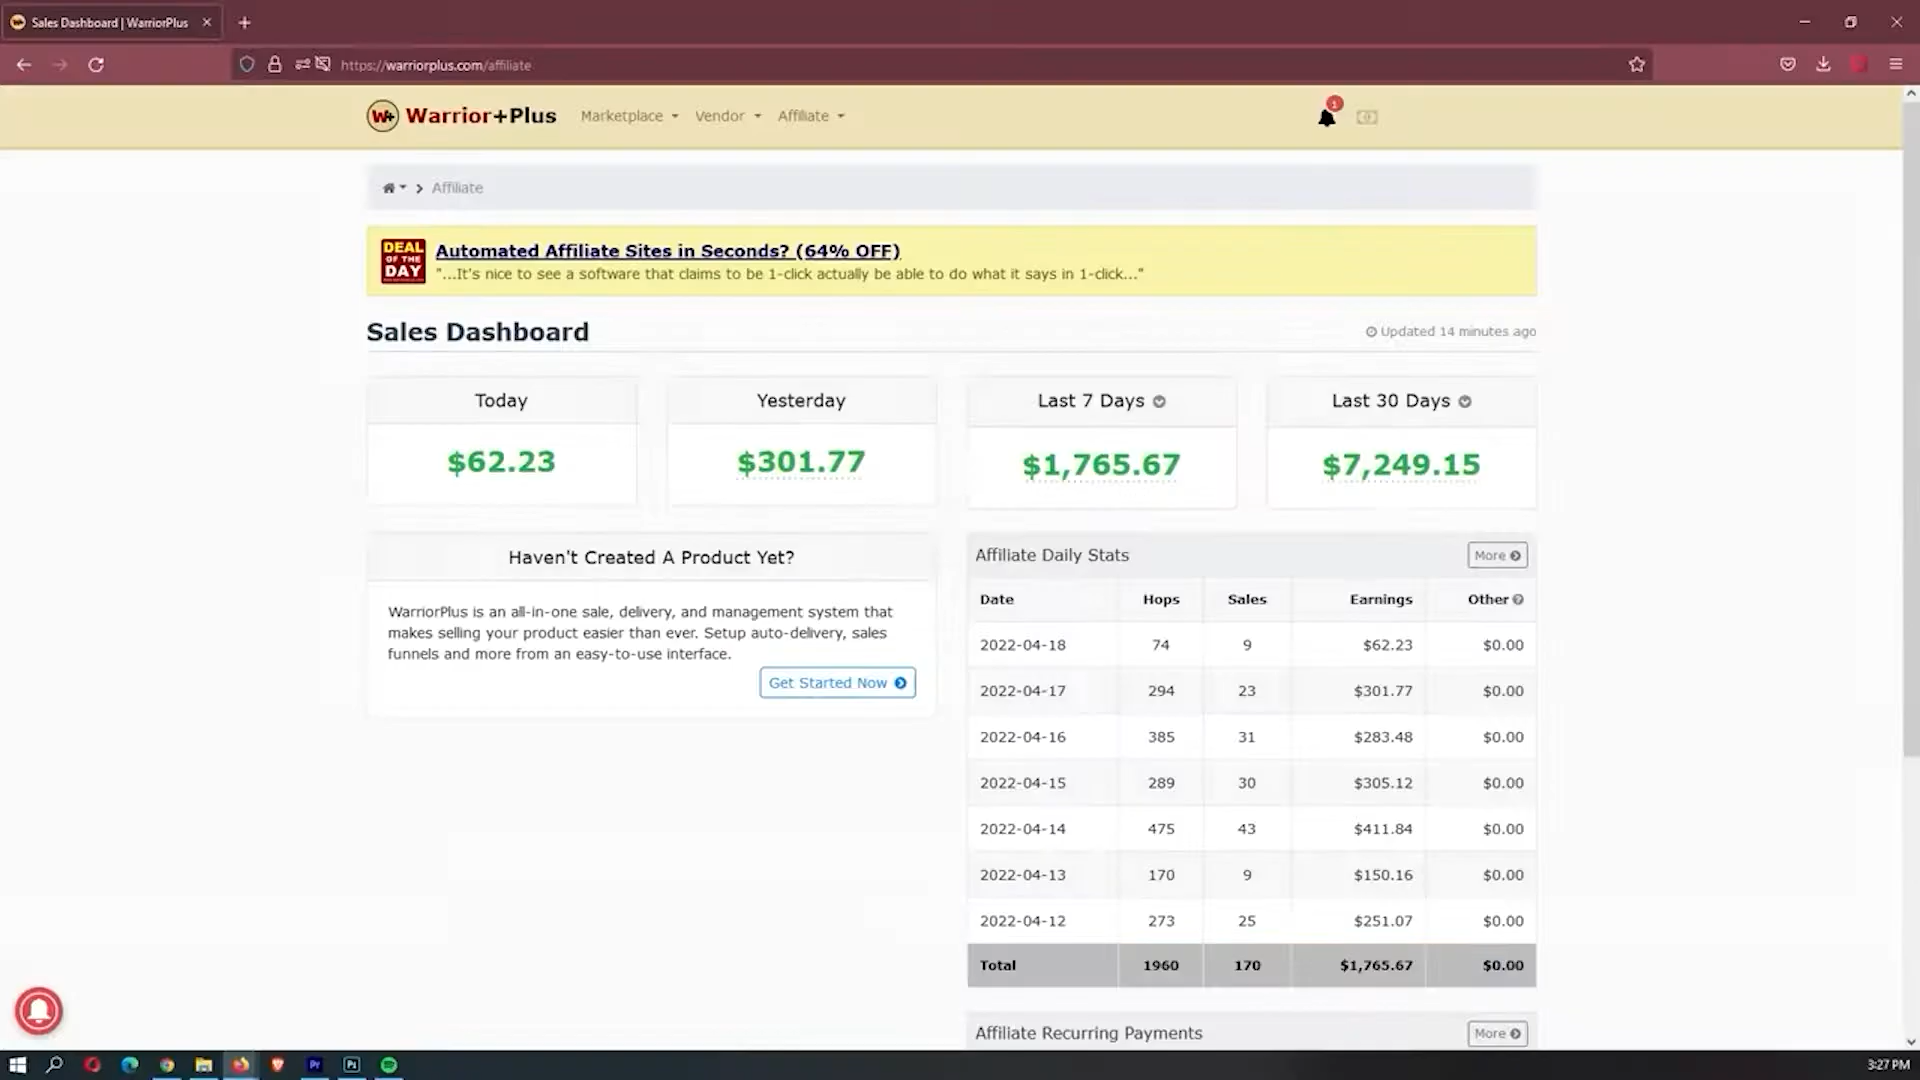 Sales Dashboard | WarriorPlus
https://warriorplus.com/affiliate
W+ Warrior+Plus Marketplace Vendor Affiliate 1
Affiliate
DEAL OF THE DAY
Automated Affiliate Sites in Seconds? (64% OFF)
"...It's nice to see a software that claims to be 1-click actually be able to do what it says in 1-click..."
Sales Dashboard
Updated 14 minutes ago
Today
$62.23
Yesterday
$301.77
Last 7 Days
$1,765.67
Last 30 Days
$7,249.15
Haven't Created A Product Yet?
WarriorPlus is an all-in-one sale, delivery, and management system that
makes selling your product easier than ever. Setup auto-delivery, sales
funnels and more from an easy-to-use interface.
Get Started Now
Affiliate Daily Stats More
Date Hops Sales Earnings Other
2022-04-18 74 9 $62.23 $0.00
2022-04-17 294 23 $301.77 $0.00
2022-04-16 385 31 $283.48 $0.00
2022-04-15 289 30 $305.12 $0.00
2022-04-14 475 43 $411.84 $0.00
2022-04-13 170 9 $150.16 $0.00
2022-04-12 273 25 $251.07 $0.00
Total 1960 170 $1,765.67 $0.00
Affiliate Recurring Payments More
Pr
3:27 PM